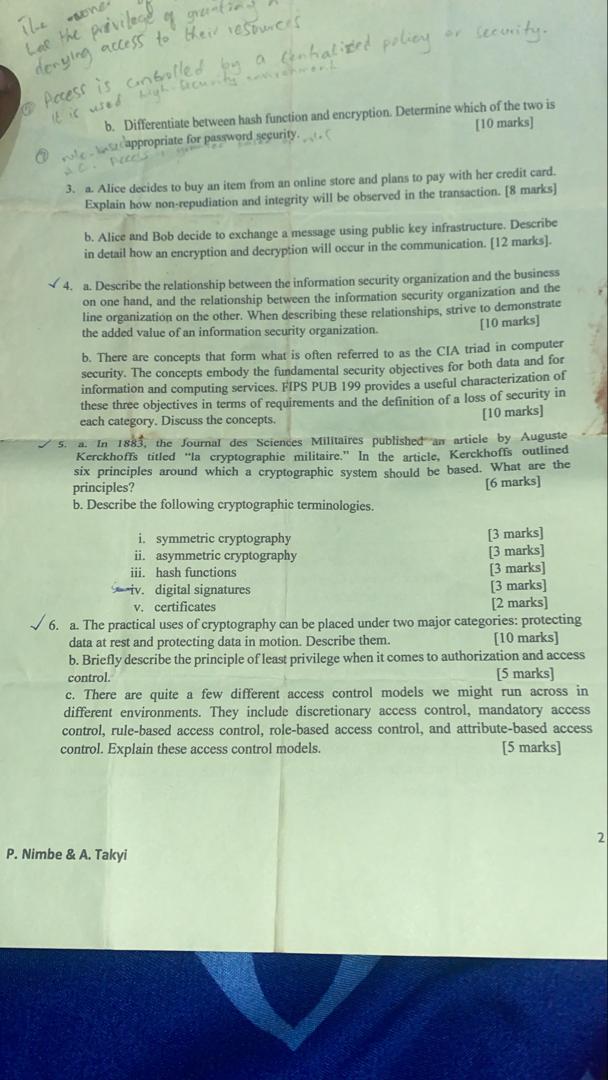 The owner of
has the privilege of granting
denying access to their resources
② Access is controlled by a centralized policy or security.
It is used high-security environment
b. Differentiate between hash function and encryption. Determine which of the two is
appropriate for password security. [10 marks]
rule-based
A.C. Access is
3. a. Alice decides to buy an item from an online store and plans to pay with her credit card.
Explain how non-repudiation and integrity will be observed in the transaction. [8 marks]
b. Alice and Bob decide to exchange a message using public key infrastructure. Describe
in detail how an encryption and decryption will occur in the communication. [12 marks].
✓ 4. a. Describe the relationship between the information security organization and the business
on one hand, and the relationship between the information security organization and the
line organization on the other. When describing these relationships, strive to demonstrate
the added value of an information security organization. [10 marks]
b. There are concepts that form what is often referred to as the CIA triad in computer
security. The concepts embody the fundamental security objectives for both data and for
information and computing services. FIPS PUB 199 provides a useful characterization of
these three objectives in terms of requirements and the definition of a loss of security in
each category. Discuss the concepts. [10 marks]
✓ 5. a. In 1883, the Journal des Sciences Militaires published an article by Auguste
Kerckhoffs titled “la cryptographie militaire.” In the article, Kerckhoffs outlined
six principles around which a cryptographic system should be based. What are the
principles? [6 marks]
b. Describe the following cryptographic terminologies.
i. symmetric cryptography [3 marks]
ii. asymmetric cryptography [3 marks]
iii. hash functions [3 marks]
iv. digital signatures [3 marks]
v. certificates [2 marks]
✓ 6. a. The practical uses of cryptography can be placed under two major categories: protecting
data at rest and protecting data in motion. Describe them. [10 marks]
b. Briefly describe the principle of least privilege when it comes to authorization and access
control. [5 marks]
c. There are quite a few different access control models we might run across in
different environments. They include discretionary access control, mandatory access
control, rule-based access control, role-based access control, and attribute-based access
control. Explain these access control models. [5 marks]
2
P. Nimbe & A. Takyi